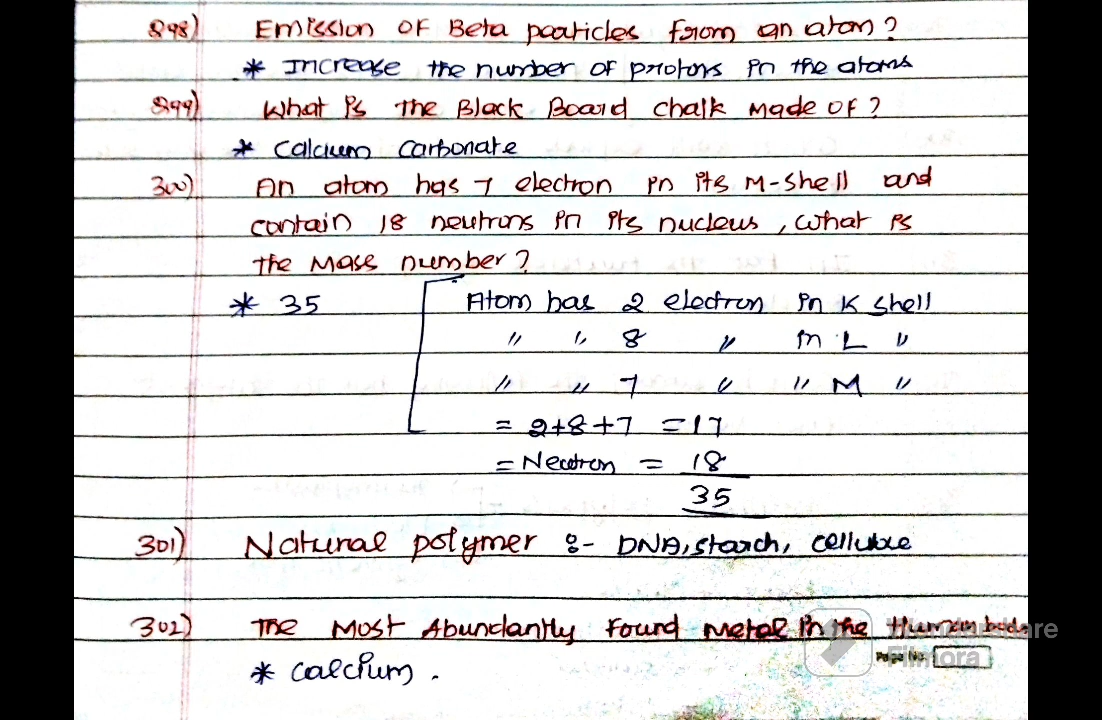 298) Emission OF Beta particles from an atom?
* Increase the number of protons in the atoms
299) What is the Black Board chalk made of?
* Calcium Carbonate
300) An atom has 7 electron in its M-Shell and
contain 18 neutrons in its nucleus, what is
the Mass number?
* 35 Atom has 2 electron in K shell
" " 8 " in L "
" " 7 " " M "
= 2+8+7 = 17
= Neutron = 18
35
301) Natural polymer :- DNA, starch, cellulose
302) The Most Abundantly Found metal in the Human body
* Calcium.
Page No.
Wondershare
Filmora